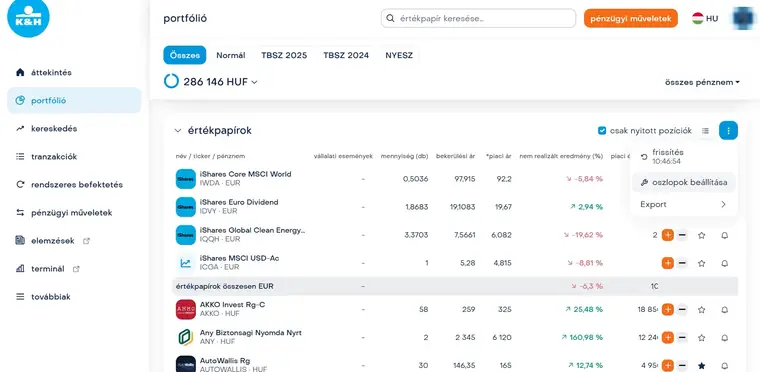 K&H
portfólió
értékpapír keresése...
pénzügyi műveletek
HU
Összes
Normál
TBSZ 2025
TBSZ 2024
NYESZ
286 146 HUF
összes pénznem
áttekintés
portfólió
kereskedés
tranzakciók
rendszeres befektetés
pénzügyi műveletek
elemzések
terminál
továbbiak
értékpapírok
csak nyitott pozíciók
frissítés
10:46:54
oszlopok beállítása
Export
név / ticker / pénznem vállalati események mennyiség (db) bekerülési ár *piaci ár nem realizált eredmény (%) piaci
iShares iShares Core MSCI World
IWDA · EUR – 0,5036 97,915 92,2 -5,84 %
iShares iShares Euro Dividend
IDVY · EUR – 1,8683 19,1083 19,67 2,94 %
iShares iShares Global Clean Energy...
IQQH · EUR – 3,3703 7,5661 6,082 -19,62 % 2
iShares MSCI USD-Ac
ICGA · EUR – 1 5,28 4,815 -8,81 %
értékpapírok összesen EUR – -6,3 %
AKKO AKKO Invest Rg-C
AKKO · HUF – 58 259 325 25,48 % 18 85
Any Biztonsagi Nyomda Nyrt
ANY · HUF – 2 2 345 6 120 160,98 % 12 24
AutoWallis AutoWallis Rg
AUTOWALLIS · HUF – 30 146,35 165 12,74 % 4 95